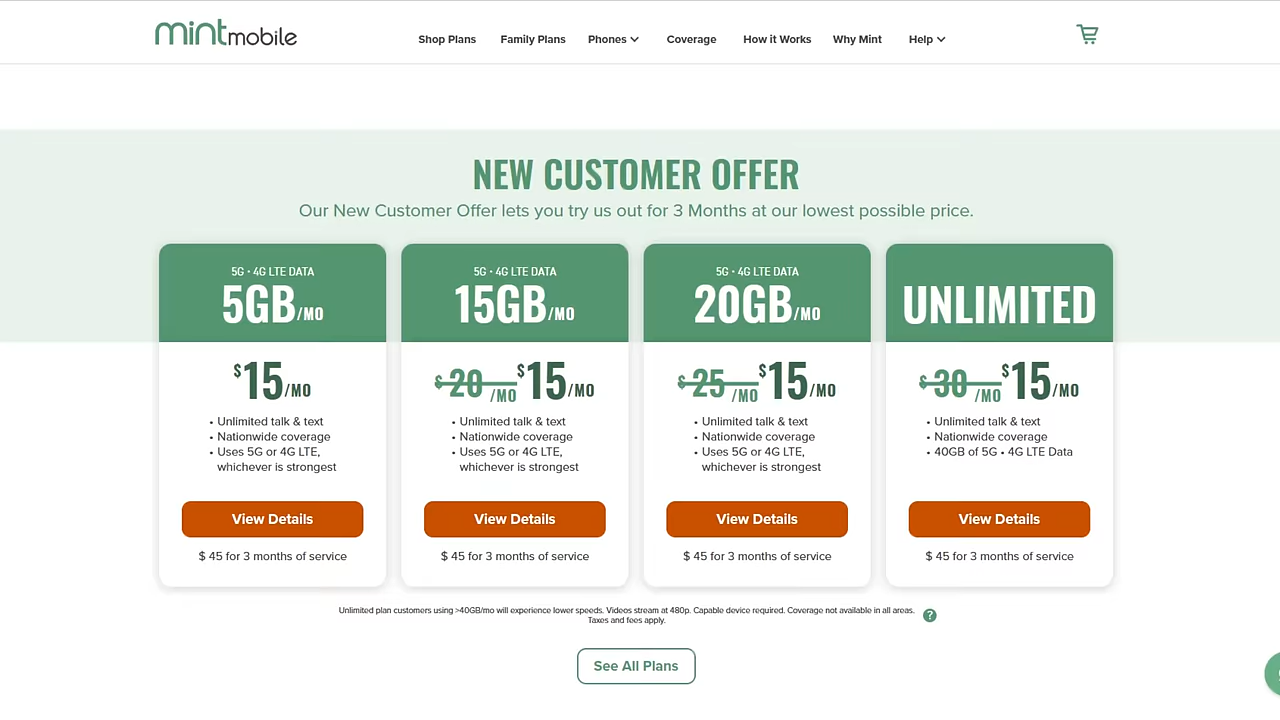 mintmobile
Shop Plans
Family Plans
Phones
Coverage
How it Works
Why Mint
Help
NEW CUSTOMER OFFER
Our New Customer Offer lets you try us out for 3 Months at our lowest possible price.
5G • 4G LTE DATA
5GB/MO
$15/MO
• Unlimited talk & text
• Nationwide coverage
• Uses 5G or 4G LTE,
whichever is strongest
View Details
$ 45 for 3 months of service
5G • 4G LTE DATA
15GB/MO
$20/MO $15/MO
• Unlimited talk & text
• Nationwide coverage
• Uses 5G or 4G LTE,
whichever is strongest
View Details
$ 45 for 3 months of service
5G • 4G LTE DATA
20GB/MO
$25/MO $15/MO
• Unlimited talk & text
• Nationwide coverage
• Uses 5G or 4G LTE,
whichever is strongest
View Details
$ 45 for 3 months of service
UNLIMITED
$30/MO $15/MO
• Unlimited talk & text
• Nationwide coverage
• 40GB of 5G • 4G LTE Data
View Details
$ 45 for 3 months of service
Unlimited plan customers using >40GB/mo will experience lower speeds. Videos stream at 480p. Capable device required. Coverage not available in all areas.
Taxes and fees apply.
?
See All Plans